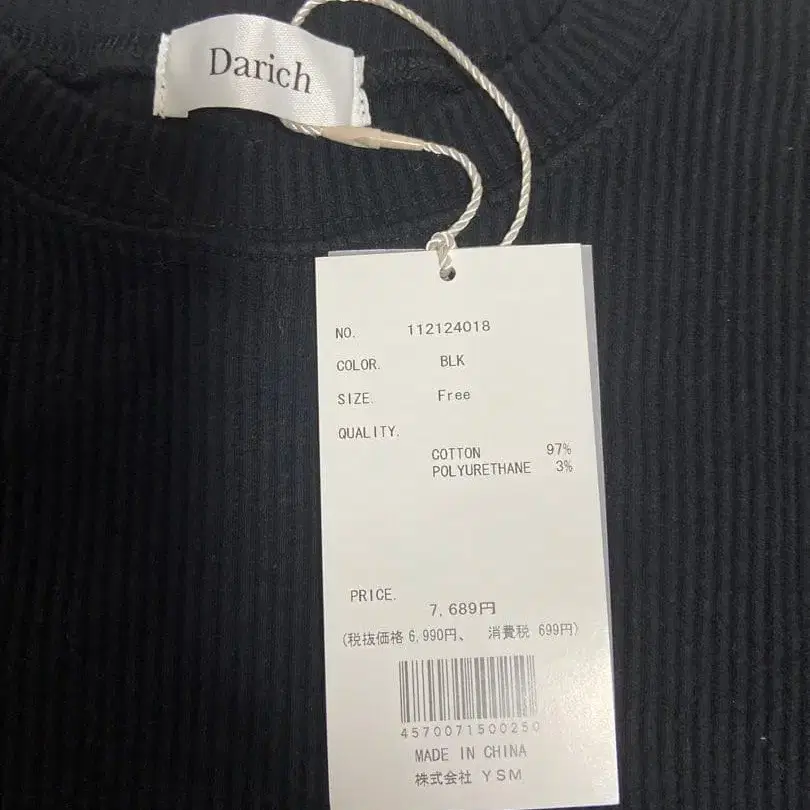 Darich
NO. 112124018
COLOR. BLK
SIZE. Free
QUALITY.
COTTON 97%
POLYURETHANE 3%
PRICE.
7,689円
(税抜価格 6,990円、 消費税 699円)
4570071500250
MADE IN CHINA
株式会社 YSM